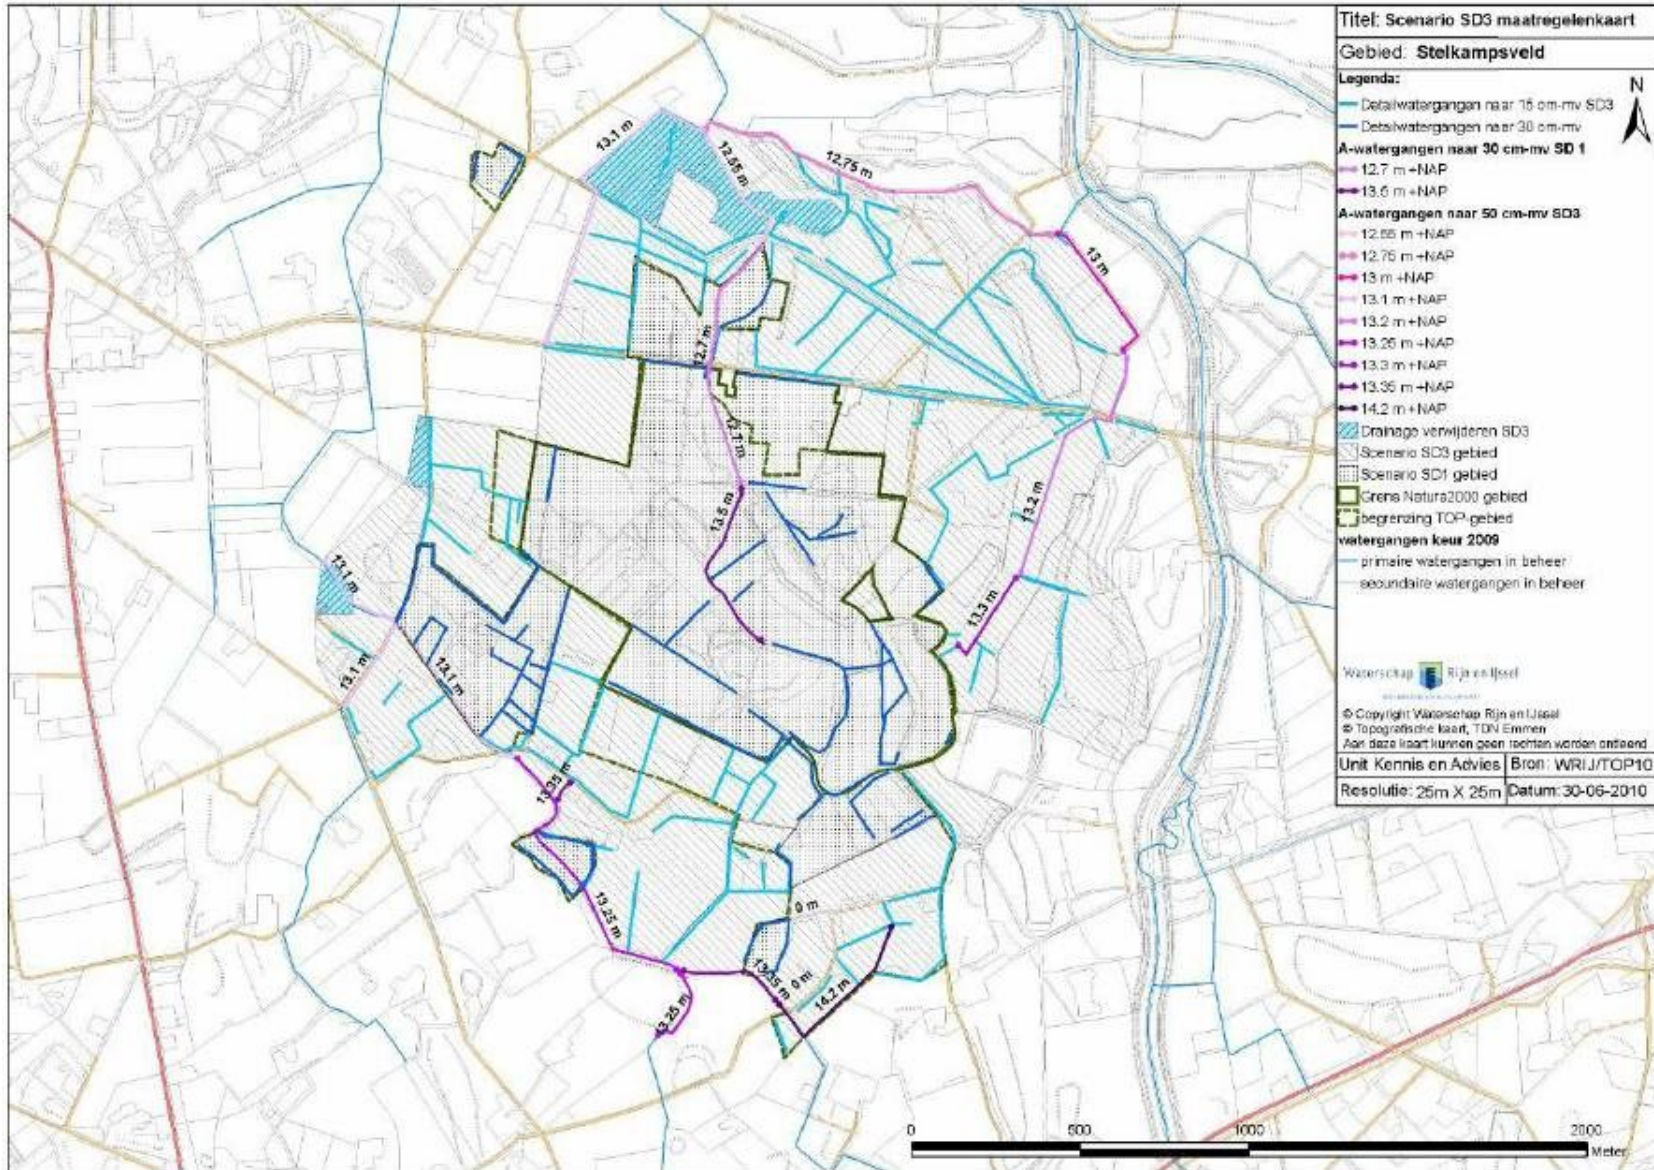 Titel: Scenario SD3 maatregelenkaart
Gebied: Stelkampsveld
Legenda:
N
Detailwatergangen naar 15 cm-mv SD3
Detailwatergangen naar 30 cm-mv
A-watergangen naar 30 cm-mv SD 1
12.7 m +NAP
13.5 m +NAP
A-watergangen naar 50 cm-mv SD3
12.55 m +NAP
12.75 m +NAP
13 m +NAP
13.1 m +NAP
13.2 m +NAP
13.25 m +NAP
13.3 m +NAP
13.35 m +NAP
14.2 m +NAP
Drainage verwijderen SD3
Scenario SD3 gebied
Scenario SD1 gebied
Grens Natura2000 gebied
begrenzing TOP-gebied
watergangen keur 2009
primaire watergangen in beheer
secundaire watergangen in beheer
Waterschap Rijn en IJssel
© Copyright Waterschap Rijn en IJssel
© Topografische kaart, TDN Emmen
Aan deze kaart kunnen geen rechten worden ontleend
Unit Kennis en Advies
Bron: WRIJ/TOP10
Resolutie: 25m X 25m
Datum: 30-06-2010
13.1 m
12.55 m
12.75 m
13 m
12.7 m
12.7 m
13.5 m
13.2 m
13.3 m
13.1 m
13.1 m
13.1 m
13.35 m
13.25 m
0 m
13.35 m
0 m
14.2 m
13.25 m
0
500
1000
2000
Meter